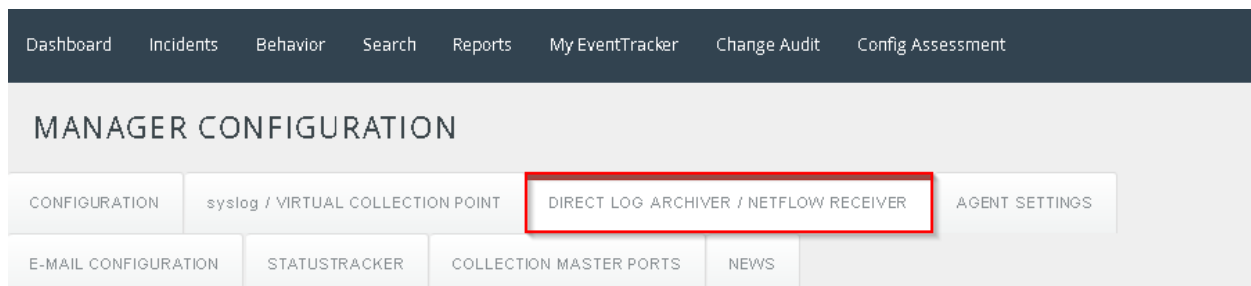 Dashboard Incidents Behavior Search Reports My EventTracker Change Audit Config Assessment
MANAGER CONFIGURATION
CONFIGURATION syslog / VIRTUAL COLLECTION POINT DIRECT LOG ARCHIVER / NETFLOW RECEIVER AGENT SETTINGS
E-MAIL CONFIGURATION STATUSTRACKER COLLECTION MASTER PORTS NEWS